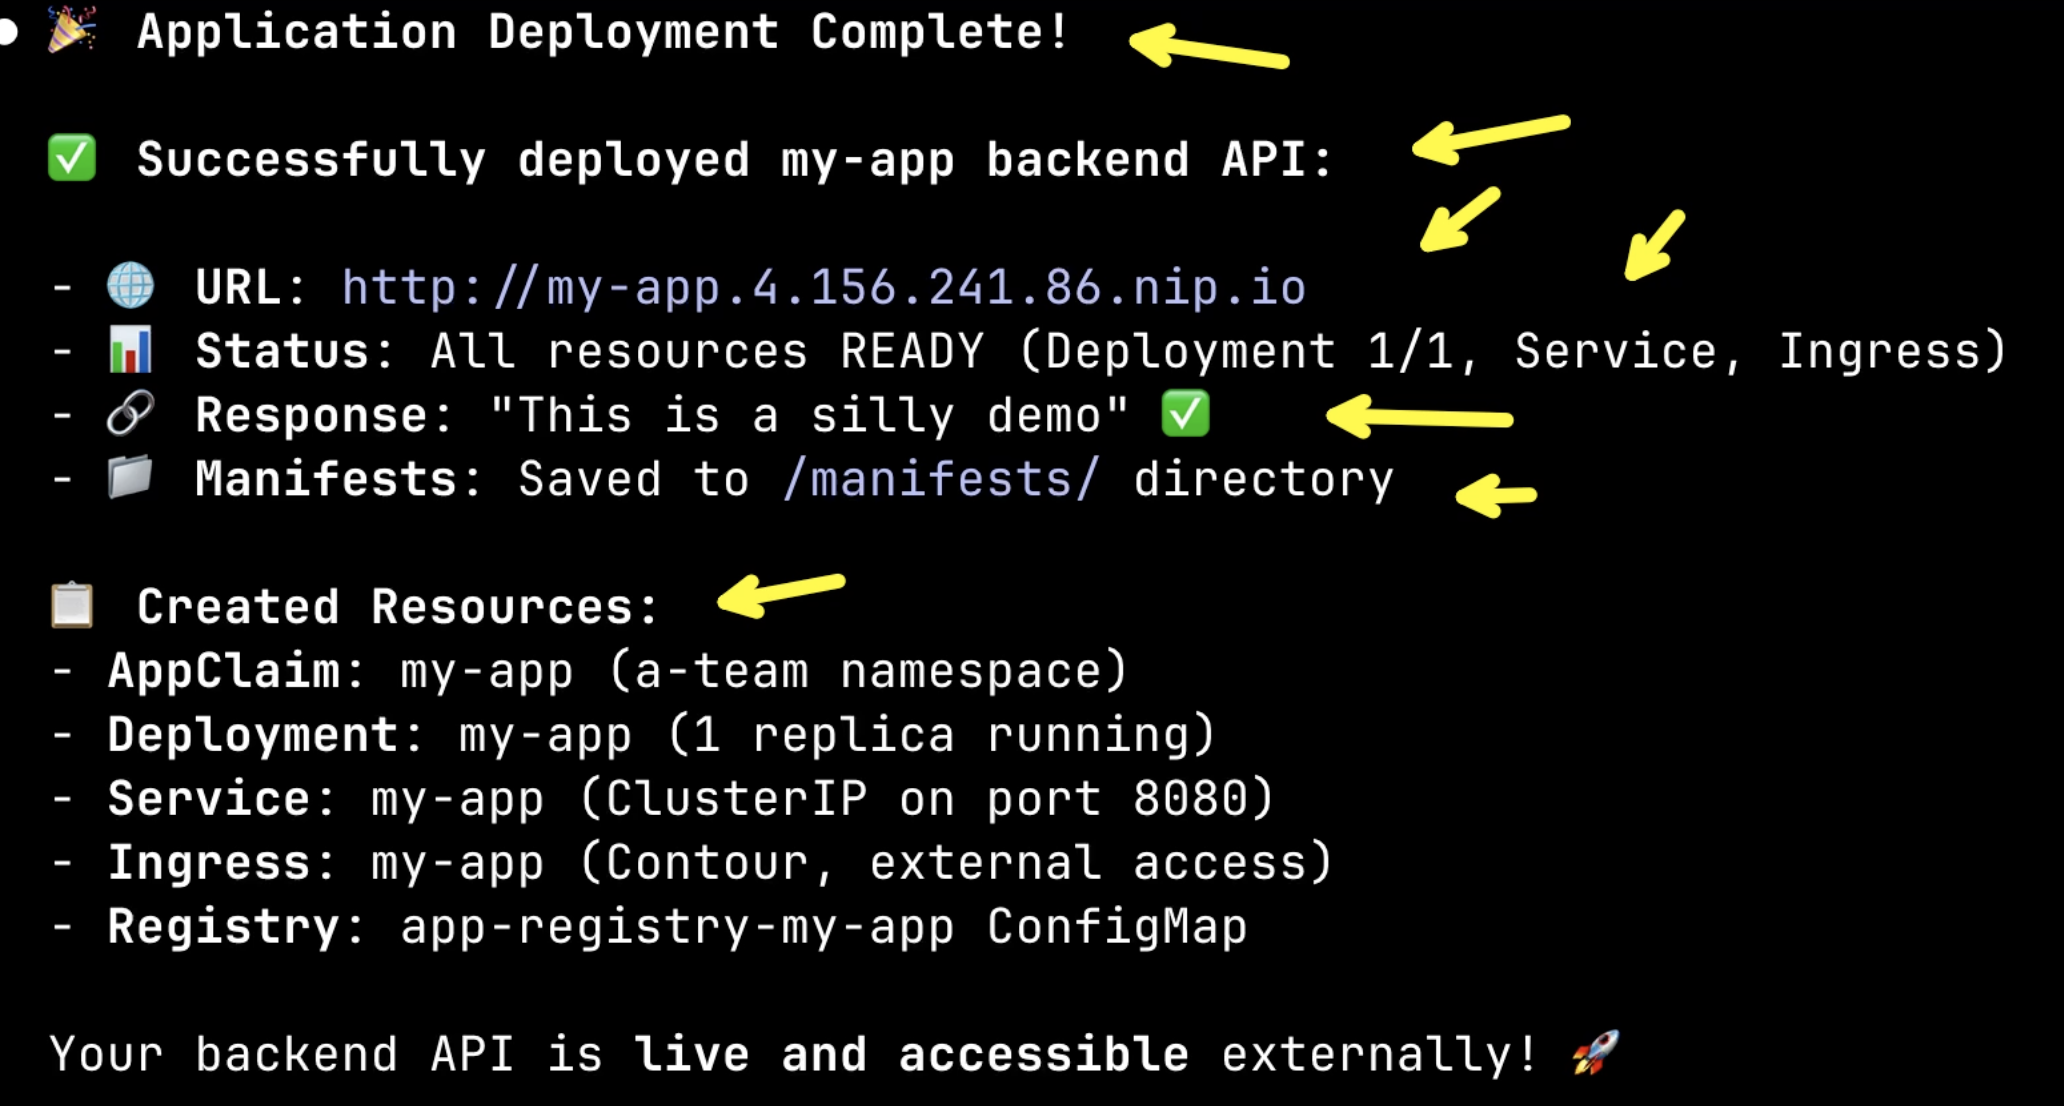 🎉 Application Deployment Complete!
✅ Successfully deployed my-app backend API:
- 🌐 URL: http://my-app.4.156.241.86.nip.io
- 📊 Status: All resources READY (Deployment 1/1, Service, Ingress)
- 🔗 Response: "This is a silly demo" ✅
- 📁 Manifests: Saved to /manifests/ directory
📋 Created Resources:
- AppClaim: my-app (a-team namespace)
- Deployment: my-app (1 replica running)
- Service: my-app (ClusterIP on port 8080)
- Ingress: my-app (Contour, external access)
- Registry: app-registry-my-app ConfigMap
Your backend API is live and accessible externally! 🚀